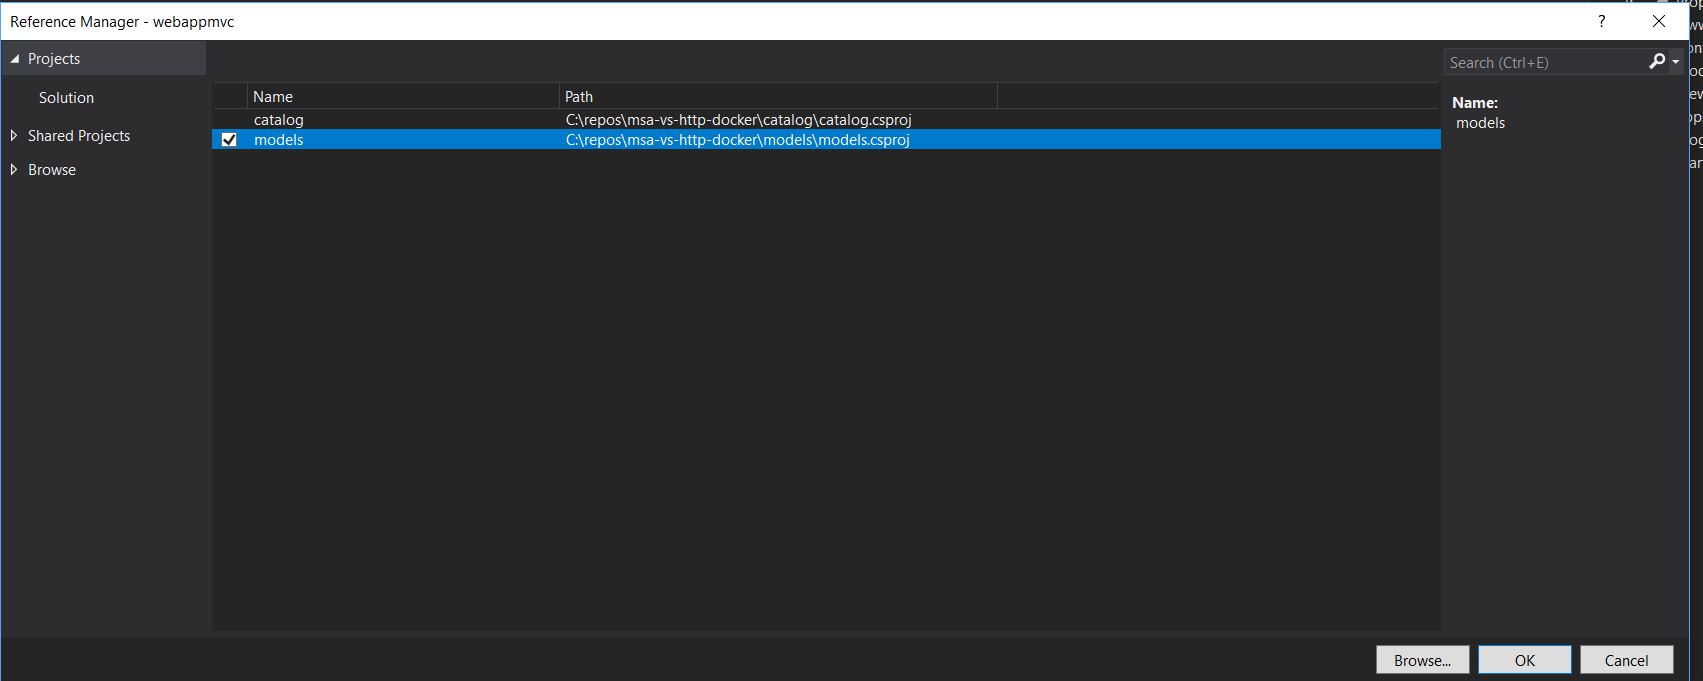 Reference Manager - webappmvc
?
Projects
Solution
Shared Projects
Browse
Name Path
catalog C:\repos\msa-vs-http-docker\catalog\catalog.csproj
models C:\repos\msa-vs-http-docker\models\models.csproj
Search (Ctrl+E)
Name:
models
Browse... OK Cancel